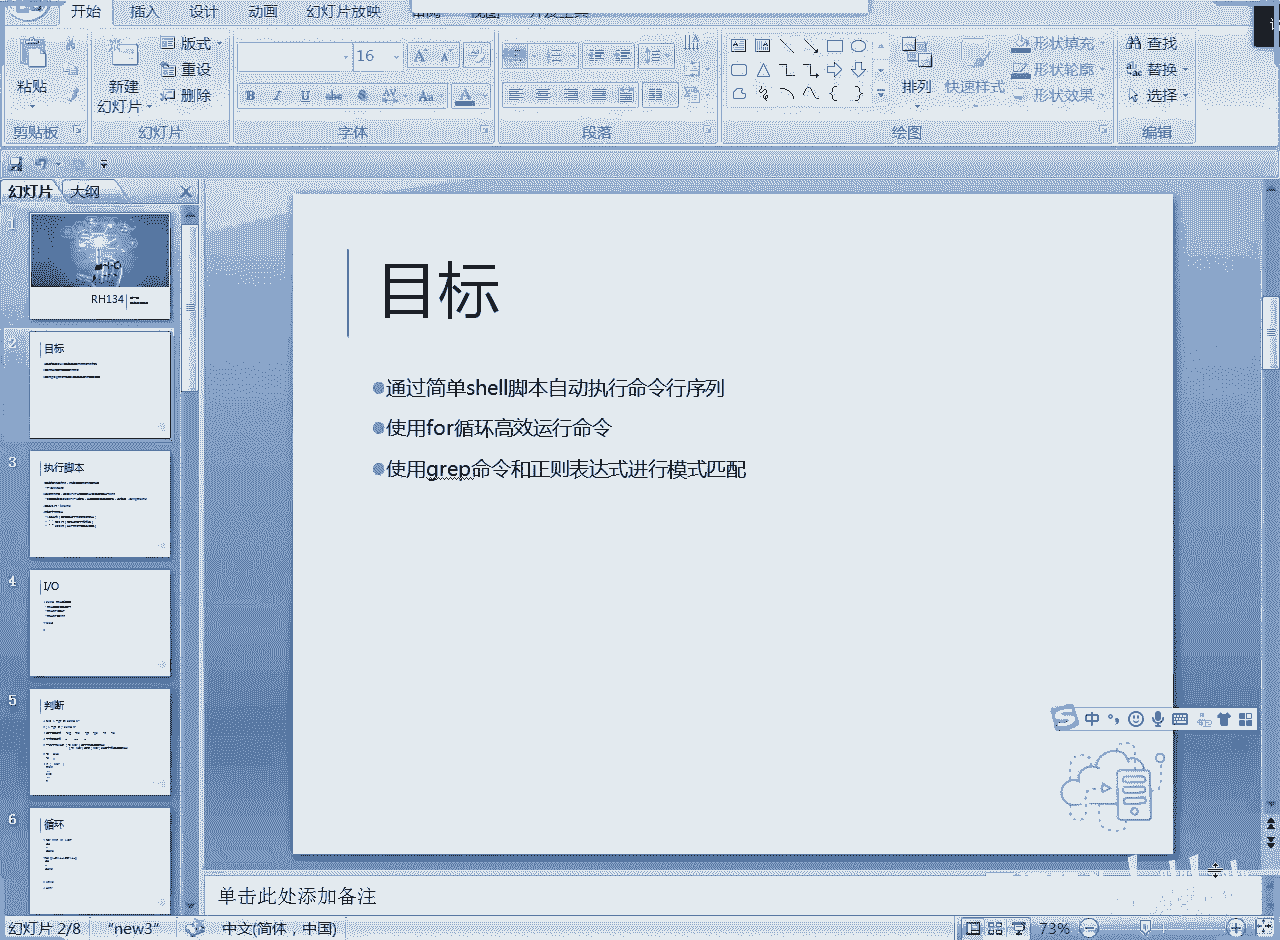 开始 插入 设计 动画 幻灯片放映
16
粘贴 新建 幻灯片 版式 重设 删除
排列 快速样式 形状填充 形状轮廓 形状效果
查找 替换 选择
剪贴板 幻灯片 字体 段落 绘图 编辑
幻灯片 大纲
1
RH134
2
目标
3
执行脚本
4
I/O
5
判断
6
循环
目标
通过简单shell脚本自动执行命令行序列
使用for循环高效运行命令
使用grep命令和正则表达式进行模式匹配
中
单击此处添加备注
幻灯片 2/8 "new3" 中文(简体，中国) 73%